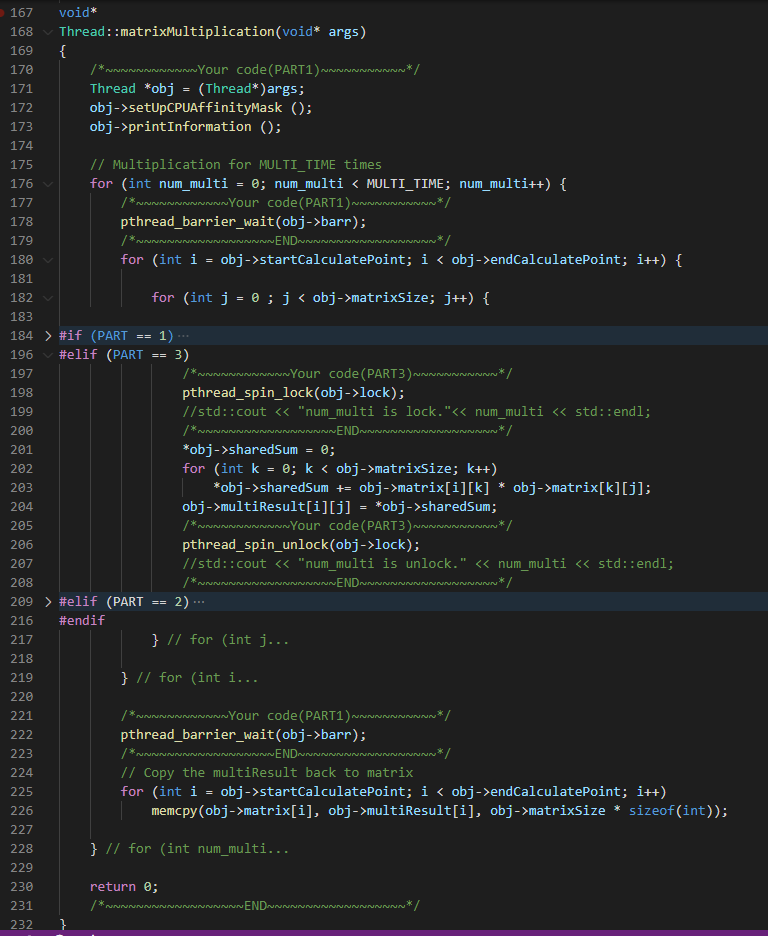 167 void*
168 Thread::matrixMultiplication(void* args)
169 {
170 /*~~~~~~~~~~~~Your code(PART1)~~~~~~~~~~~*/
171 Thread *obj = (Thread*)args;
172 obj->setUpCPUAffinityMask ();
173 obj->printInformation ();
174
175 // Multiplication for MULTI_TIME times
176 for (int num_multi = 0; num_multi < MULTI_TIME; num_multi++) {
177 /*~~~~~~~~~~~~Your code(PART1)~~~~~~~~~~~*/
178 pthread_barrier_wait(obj->barr);
179 /*~~~~~~~~~~~~~~~~~~END~~~~~~~~~~~~~~~~~~*/
180 for (int i = obj->startCalculatePoint; i < obj->endCalculatePoint; i++) {
181
182 for (int j = 0 ; j < obj->matrixSize; j++) {
183
184 #if (PART == 1) ...
196 #elif (PART == 3)
197 /*~~~~~~~~~~~~Your code(PART3)~~~~~~~~~~~*/
198 pthread_spin_lock(obj->lock);
199 //std::cout << "num_multi is lock."<< num_multi << std::endl;
200 /*~~~~~~~~~~~~~~~~~~END~~~~~~~~~~~~~~~~~~*/
201 *obj->sharedSum = 0;
202 for (int k = 0; k < obj->matrixSize; k++)
203 *obj->sharedSum += obj->matrix[i][k] * obj->matrix[k][j];
204 obj->multiResult[i][j] = *obj->sharedSum;
205 /*~~~~~~~~~~~~Your code(PART3)~~~~~~~~~~~*/
206 pthread_spin_unlock(obj->lock);
207 //std::cout << "num_multi is unlock." << num_multi << std::endl;
208 /*~~~~~~~~~~~~~~~~~~END~~~~~~~~~~~~~~~~~~*/
209 #elif (PART == 2) ...
216 #endif
217 } // for (int j...
218
219 } // for (int i...
220
221 /*~~~~~~~~~~~~Your code(PART1)~~~~~~~~~~~*/
222 pthread_barrier_wait(obj->barr);
223 /*~~~~~~~~~~~~~~~~~~END~~~~~~~~~~~~~~~~~~*/
224 // Copy the multiResult back to matrix
225 for (int i = obj->startCalculatePoint; i < obj->endCalculatePoint; i++)
226 memcpy(obj->matrix[i], obj->multiResult[i], obj->matrixSize * sizeof(int));
227
228 } // for (int num_multi...
229
230 return 0;
231 /*~~~~~~~~~~~~~~~~~~END~~~~~~~~~~~~~~~~~~*/
232 }